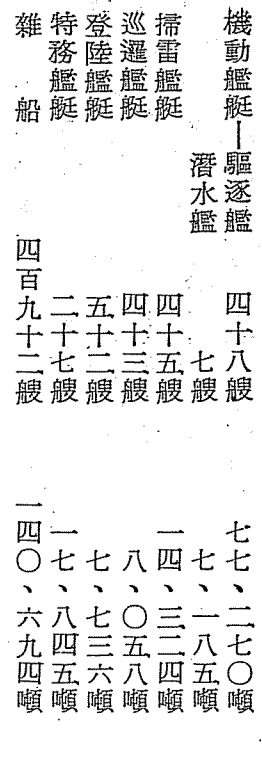 機動艦艇─驅逐艦　四十八艘　七七、二七〇噸
潛水艦　七艘　七、一八五噸
掃雷艦艇　四十五艘　一四、三二四噸
巡邏艦艇　四十三艘　八、〇五八噸
登陸艦艇　五十二艘　七、七三六噸
特務艦艇　二十七艘　一七、八四五噸
雜船　四百九十二艘　一四〇、六九四噸